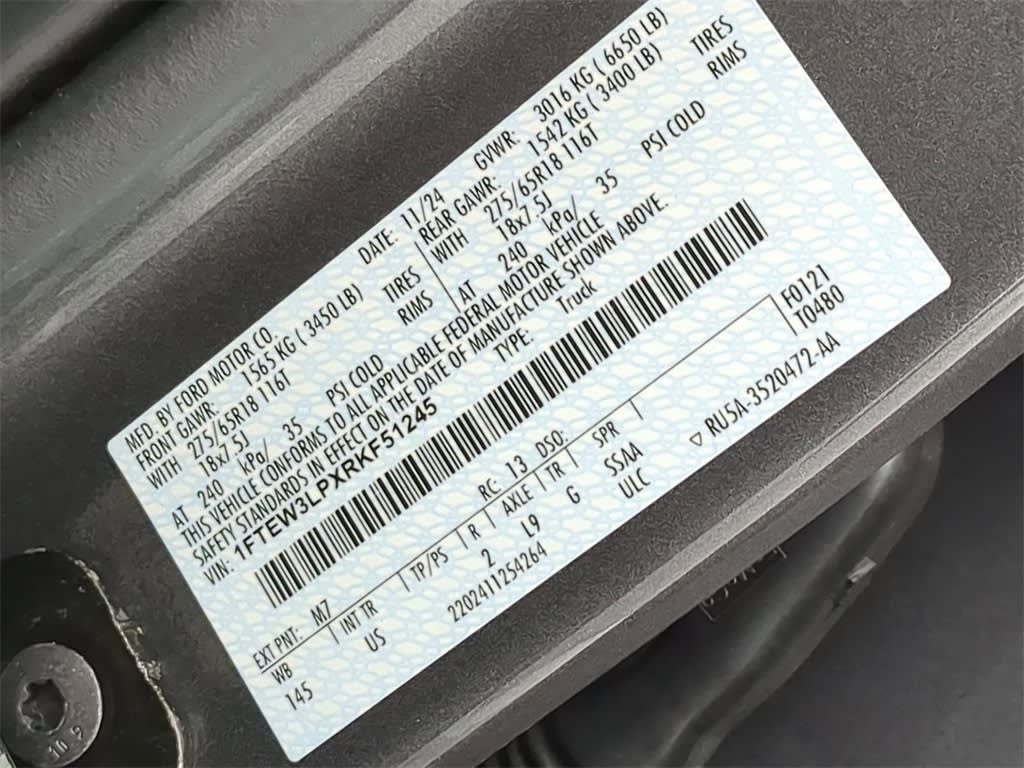 MFD. BY FORD MOTOR CO. DATE: 11/24 GVWR: 3016 KG ( 6650 LB)
FRONT GAWR: 1565 KG ( 3450 LB) REAR GAWR: 1542 KG ( 3400 LB)
WITH 275/65R18 116T TIRES WITH 275/65R18 116T TIRES
18x7.5J RIMS 18x7.5J RIMS
AT 240 kPa/ 35 PSI COLD AT 240 kPa/ 35 PSI COLD
THIS VEHICLE CONFORMS TO ALL APPLICABLE FEDERAL MOTOR VEHICLE
SAFETY STANDARDS IN EFFECT ON THE DATE OF MANUFACTURE SHOWN ABOVE.
VIN: 1FTEW3LPXRKF51245 TYPE: Truck
EXT PNT: M7 RC: 13 DSO: F0121
WB INT TR TP/PS R AXLE TR SPR T0480
145 US 2 L9 G SSAA
2202411254264 ULC
▽ RU5A-3520472-AA
10 9